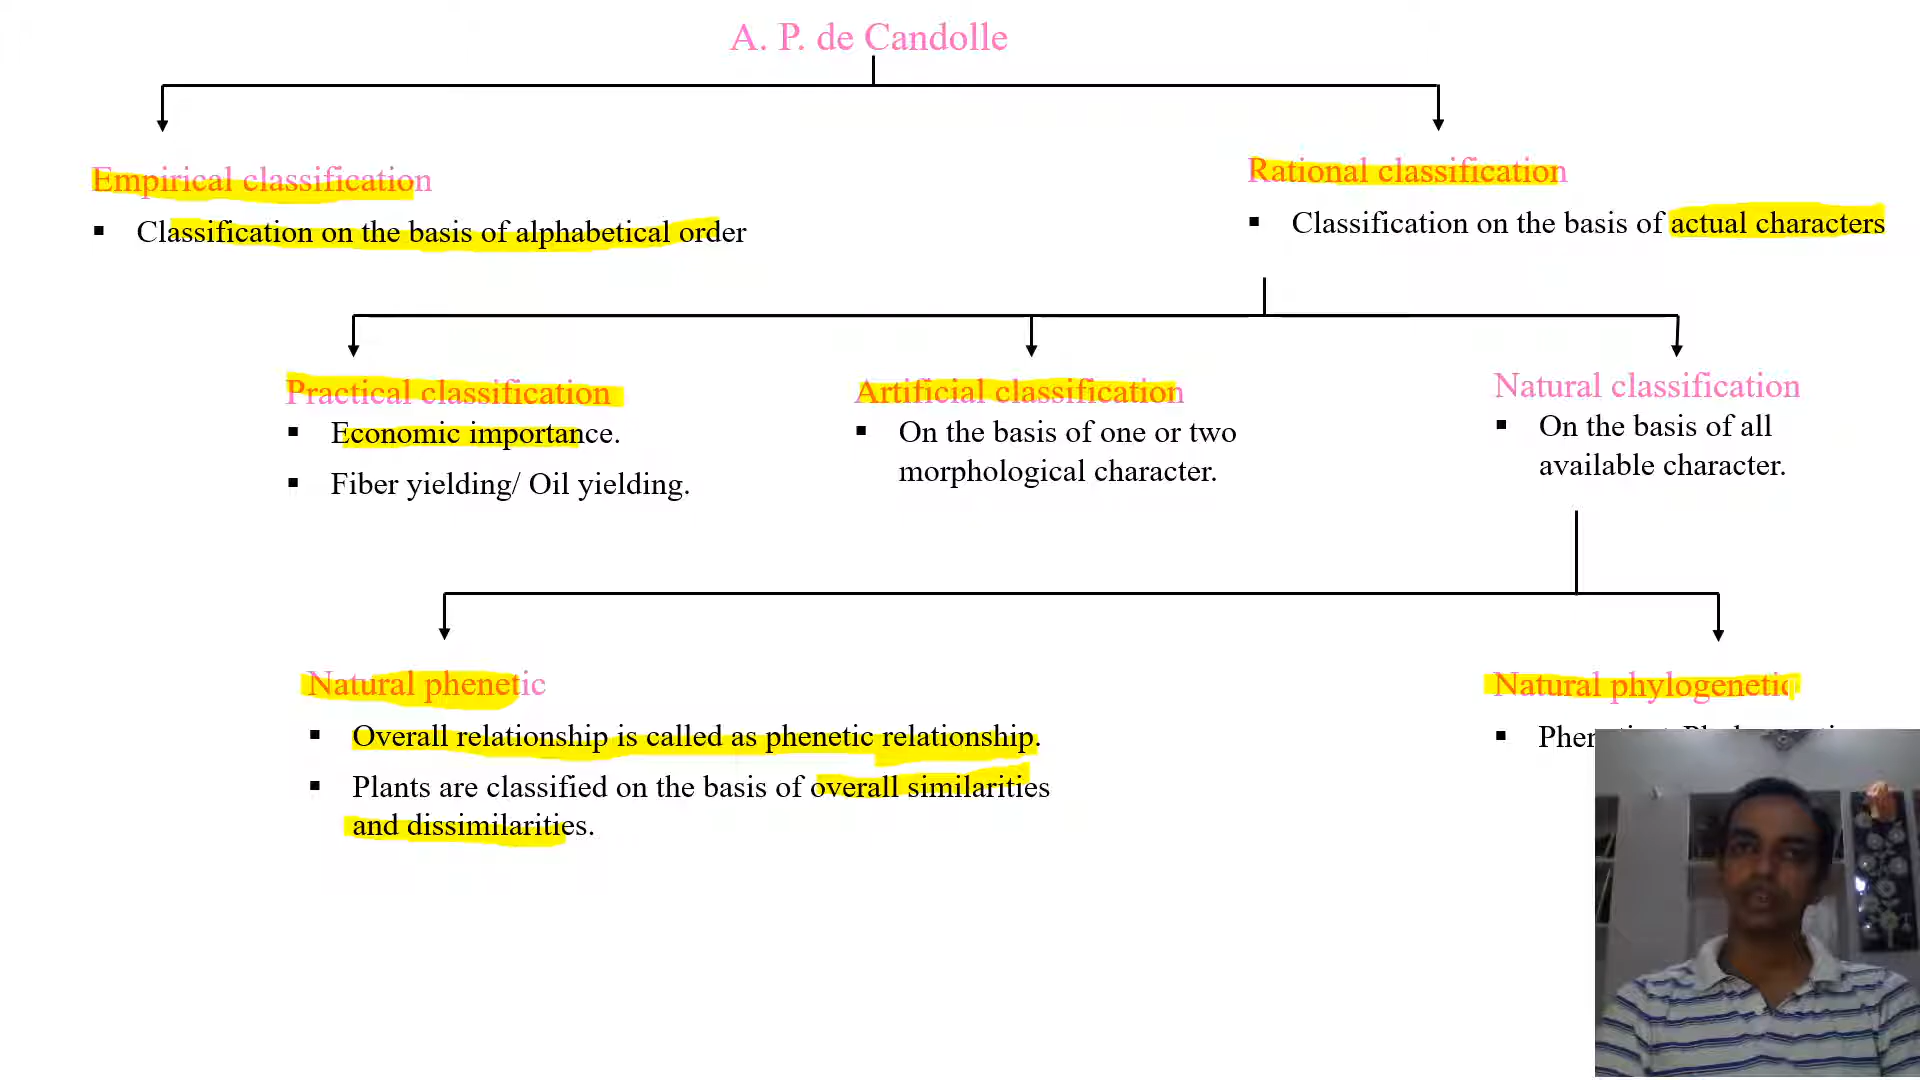 A. P. de Candolle
Empirical classification
▪ Classification on the basis of alphabetical order
Rational classification
▪ Classification on the basis of actual characters
Practical classification
▪ Economic importance.
▪ Fiber yielding/ Oil yielding.
Artificial classification
▪ On the basis of one or two
morphological character.
Natural classification
▪ On the basis of all
available character.
Natural phenetic
▪ Overall relationship is called as phenetic relationship.
▪ Plants are classified on the basis of overall similarities
and dissimilarities.
Natural phylogenetic